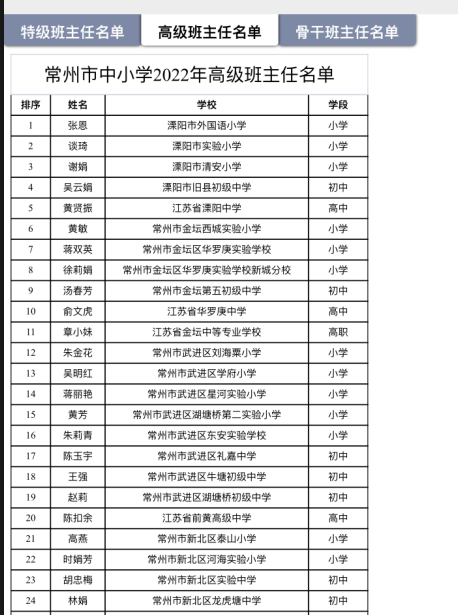 特级班主任名单 高级班主任名单 骨干班主任名单
常州市中小学2022年高级班主任名单
排序 姓名 学校 学段
1 张恩 溧阳市外国语小学 小学
2 谈琦 溧阳市实验小学 小学
3 谢娟 溧阳市清安小学 小学
4 吴云娟 溧阳市旧县初级中学 初中
5 黄贤振 江苏省溧阳中学 高中
6 黄敏 常州市金坛西城实验小学 小学
7 蒋双英 常州市金坛区华罗庚实验学校 小学
8 徐莉娟 常州市金坛区华罗庚实验学校新城分校 小学
9 汤春芳 常州市金坛第五初级中学 初中
10 俞文虎 江苏省华罗庚中学 高中
11 章小妹 江苏省金坛中等专业学校 高职
12 朱金花 常州市武进区刘海粟小学 小学
13 吴明红 常州市武进区学府小学 小学
14 蒋丽艳 常州市武进区星河实验小学 小学
15 黄芳 常州市武进区湖塘桥第二实验小学 小学
16 朱莉青 常州市武进区东安实验学校 小学
17 陈玉宇 常州市武进区礼嘉中学 初中
18 王强 常州市武进区牛塘初级中学 初中
19 赵莉 常州市武进区湖塘桥初级中学 初中
20 陈扣余 江苏省前黄高级中学 高中
21 高燕 常州市新北区泰山小学 小学
22 时娟芳 常州市新北区河海实验小学 小学
23 胡忠梅 常州市新北区实验中学 初中
24 林娟 常州市新北区龙虎塘中学 初中